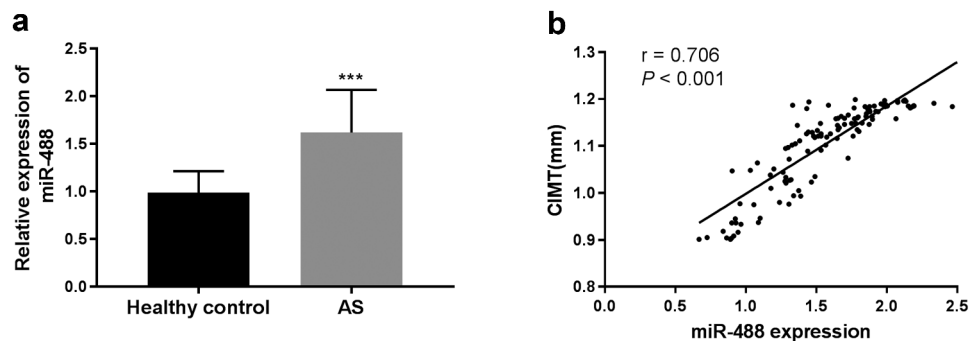 a
Relative expression of
miR-488
2.5
2.0
1.5
1.0
0.5
0.0
***
Healthy control
AS
b
r = 0.706
P < 0.001
CIMT(mm)
1.3
1.2
1.1
1.0
0.9
0.8
0.0
0.5
1.0
1.5
2.0
2.5
miR-488 expression